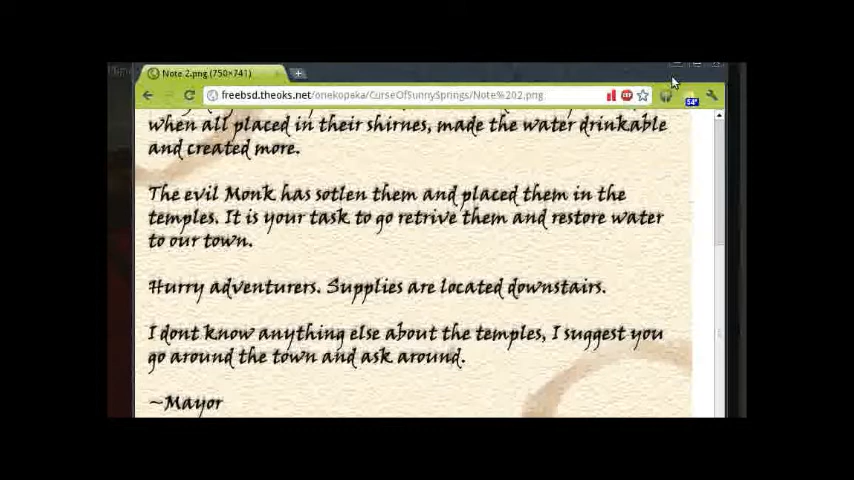 Note 2.png (750×741)
freebsd.theoks.net/onekopeka/CurseOfSunnySprings/Note%202.png
ABP
54°
when all placed in their shirnes, made the water drinkable
and created more.
The evil Monk has sotlen them and placed them in the
temples. It is your task to go retrive them and restore water
to our town.
Hurry adventurers. Supplies are located downstairs.
I dont know anything else about the temples, I suggest you
go around the town and ask around.
~Mayor